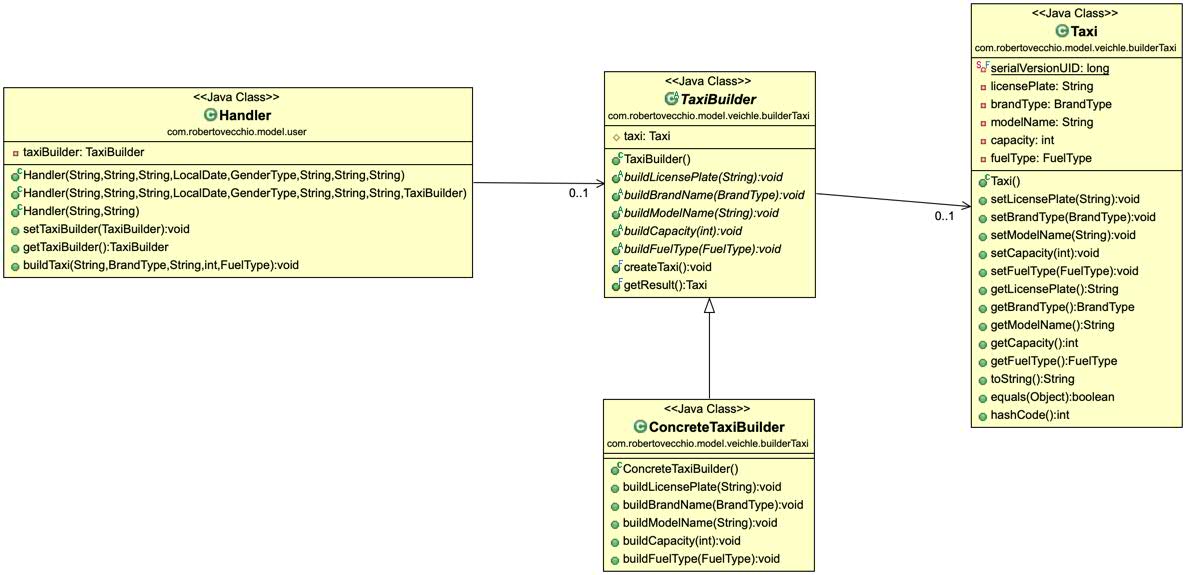 <<Java Class>>
Handler
com.robertovecchio.model.user
taxiBuilder: TaxiBuilder
Handler(String,String,String,LocalDate,GenderType,String,String,String)
Handler(String,String,String,LocalDate,GenderType,String,String,String,TaxiBuilder)
Handler(String,String)
setTaxiBuilder(TaxiBuilder):void
getTaxiBuilder():TaxiBuilder
buildTaxi(String,BrandType,String,int,FuelType):void
0..1
<<Java Class>>
TaxiBuilder
com.robertovecchio.model.veichle.builderTaxi
taxi: Taxi
TaxiBuilder()
buildLicensePlate(String):void
buildBrandName(BrandType):void
buildModelName(String):void
buildCapacity(int):void
buildFuelType(FuelType):void
createTaxi():void
getResult():Taxi
0..1
<<Java Class>>
Taxi
com.robertovecchio.model.veichle.builderTaxi
serialVersionUID: long
licensePlate: String
brandType: BrandType
modelName: String
capacity: int
fuelType: FuelType
Taxi()
setLicensePlate(String):void
setBrandType(BrandType):void
setModelName(String):void
setCapacity(int):void
setFuelType(FuelType):void
getLicensePlate():String
getBrandType():BrandType
getModelName():String
getCapacity():int
getFuelType():FuelType
toString():String
equals(Object):boolean
hashCode():int
<<Java Class>>
ConcreteTaxiBuilder
com.robertovecchio.model.veichle.builderTaxi
ConcreteTaxiBuilder()
buildLicensePlate(String):void
buildBrandName(BrandType):void
buildModelName(String):void
buildCapacity(int):void
buildFuelType(FuelType):void